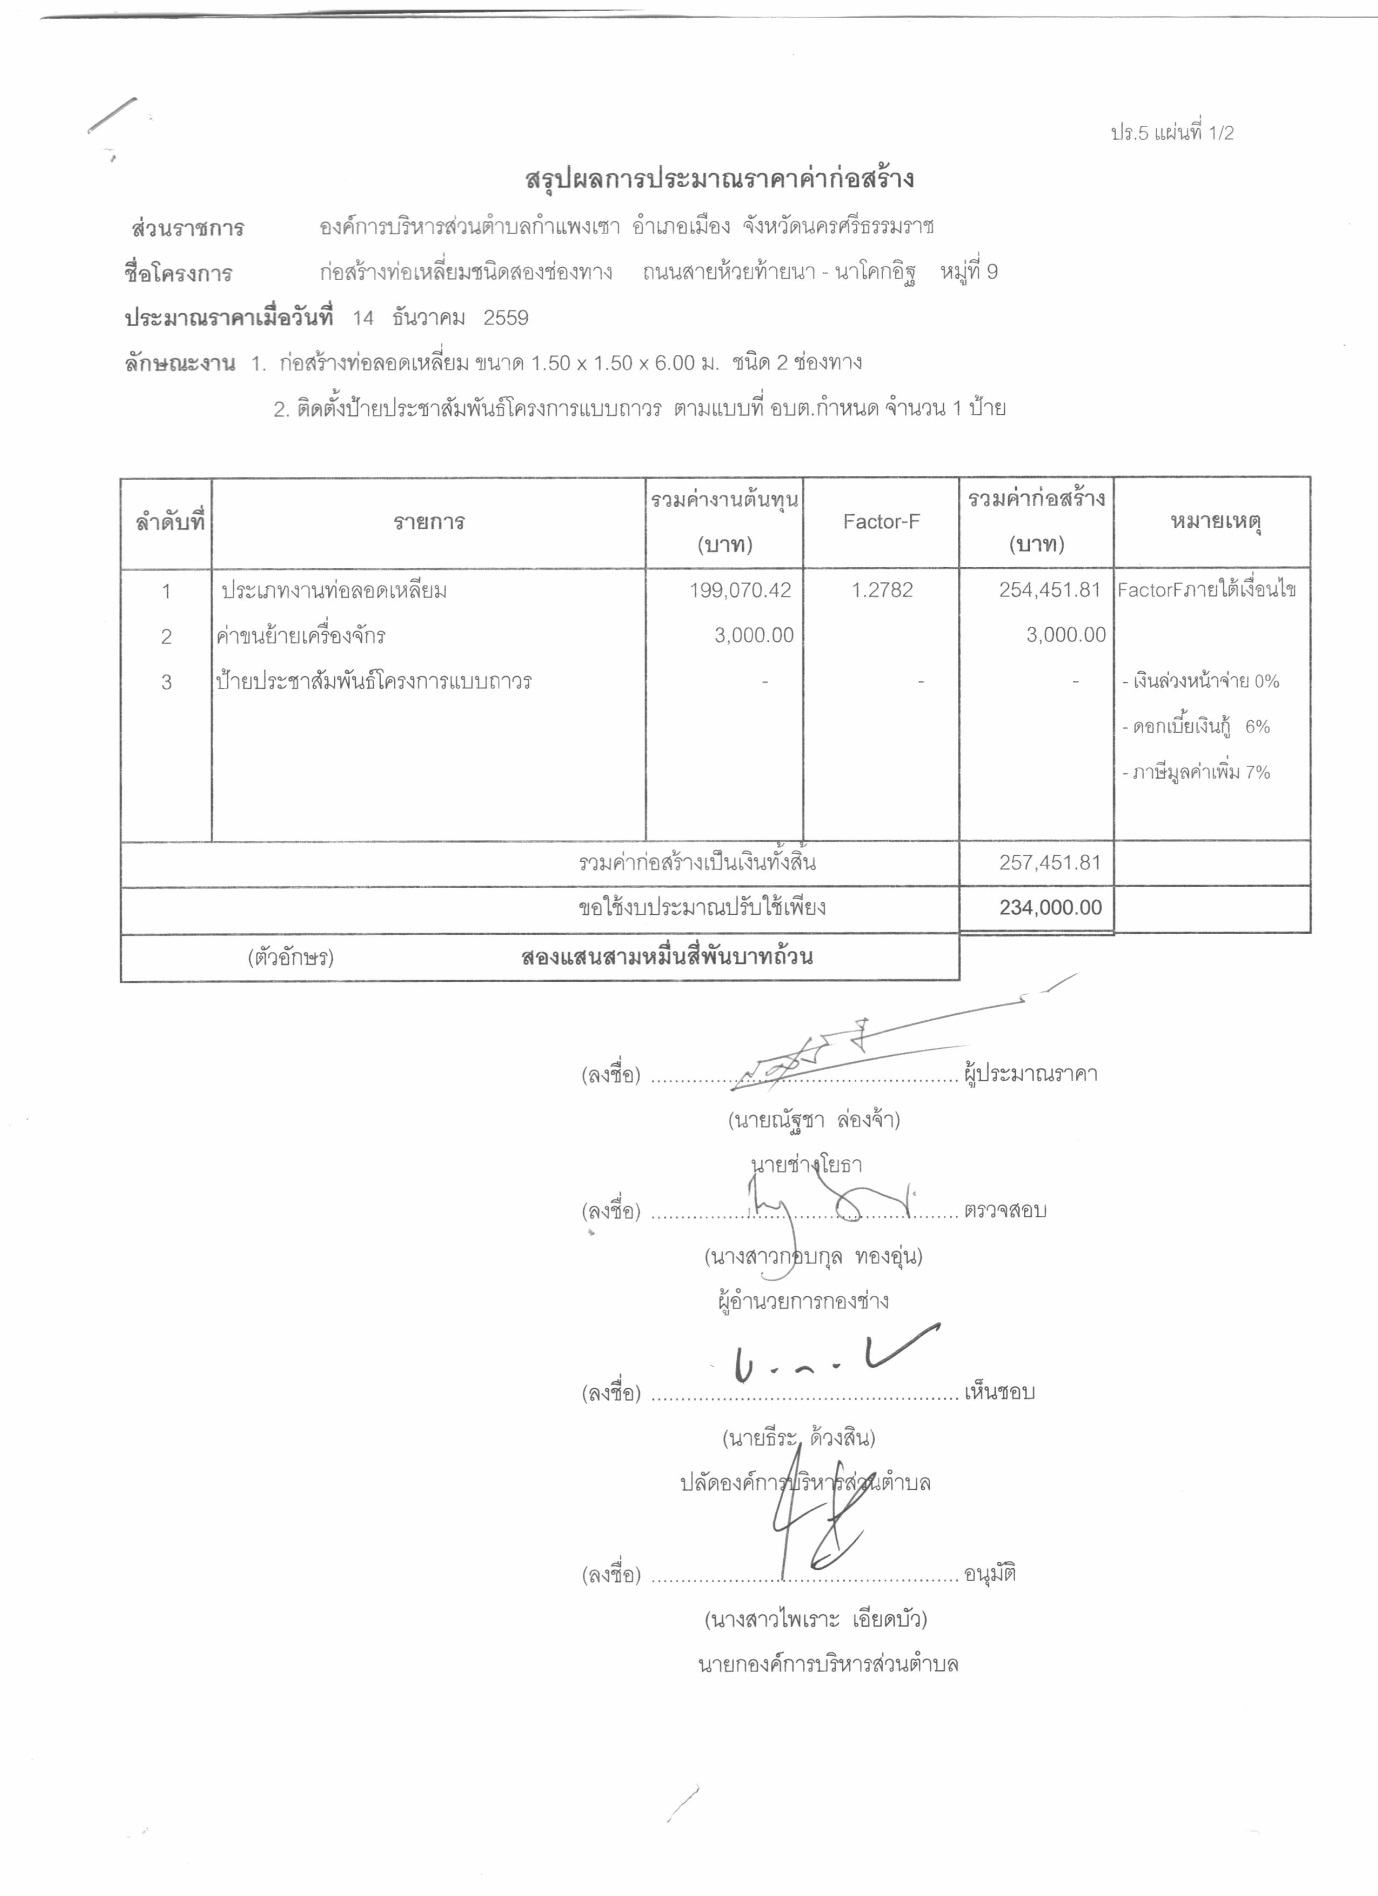 ปร.5 แผ่นที่ 1/2
สรุปผลการประมาณราคาค่าก่อสร้าง
ส่วนราชการ องค์การบริหารส่วนตำบลกำแพงเซา อำเภอเมือง จังหวัดนครศรีธรรมราช
ชื่อโครงการ ก่อสร้างท่อเหลี่ยมชนิดสองช่องทาง ถนนสายห้วยท้ายนา - นาโคกอิฐ หมู่ที่ 9
ประมาณราคาเมื่อวันที่ 14 ธันวาคม 2559
ลักษณะงาน 1. ก่อสร้างท่อลอดเหลี่ยม ขนาด 1.50 x 1.50 x 6.00 ม. ชนิด 2 ช่องทาง
2. ติดตั้งป้ายประชาสัมพันธ์โครงการแบบถาวร ตามแบบที่ อบต.กำหนด จำนวน 1 ป้าย
ลำดับที่ รายการ รวมค่างานต้นทุน (บาท) Factor-F รวมค่าก่อสร้าง (บาท) หมายเหตุ
1 ประเภทงานท่อลอดเหลี่ยม 199,070.42 1.2782 254,451.81 FactorFภายใต้เงื่อนไข
2 ค่าขนย้ายเครื่องจักร 3,000.00 3,000.00
3 ป้ายประชาสัมพันธ์โครงการแบบถาวร - - - - เงินล่วงหน้าจ่าย 0%
- ดอกเบี้ยเงินกู้ 6%
- ภาษีมูลค่าเพิ่ม 7%
รวมค่าก่อสร้างเป็นเงินทั้งสิ้น 257,451.81
ขอใช้งบประมาณปรับใช้เพียง 234,000.00
(ตัวอักษร) สองแสนสามหมื่นสี่พันบาทถ้วน
(ลงชื่อ) ..................................................... ผู้ประมาณราคา
(นายณัฐชา ล่องจ้า)
นายช่างโยธา
(ลงชื่อ) ..................................................... ตรวจสอบ
(นางสาวกอบกุล ทองอุ่น)
ผู้อำนวยการกองช่าง
(ลงชื่อ) ..................................................... เห็นชอบ
(นายธีระ ด้วงสิน)
ปลัดองค์การบริหารส่วนตำบล
(ลงชื่อ) ..................................................... อนุมัติ
(นางสาวไพเราะ เอียดบัว)
นายกองค์การบริหารส่วนตำบล